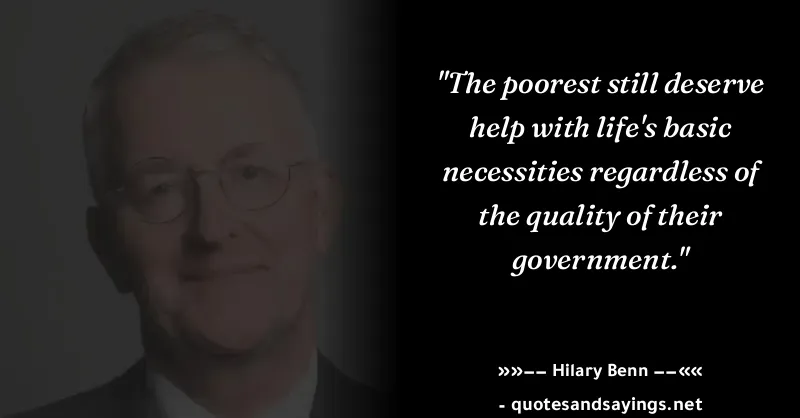 "The poorest still deserve
help with life's basic
necessities regardless of
the quality of their
government."
»»–– Hilary Benn ––««
- quotesandsayings.net